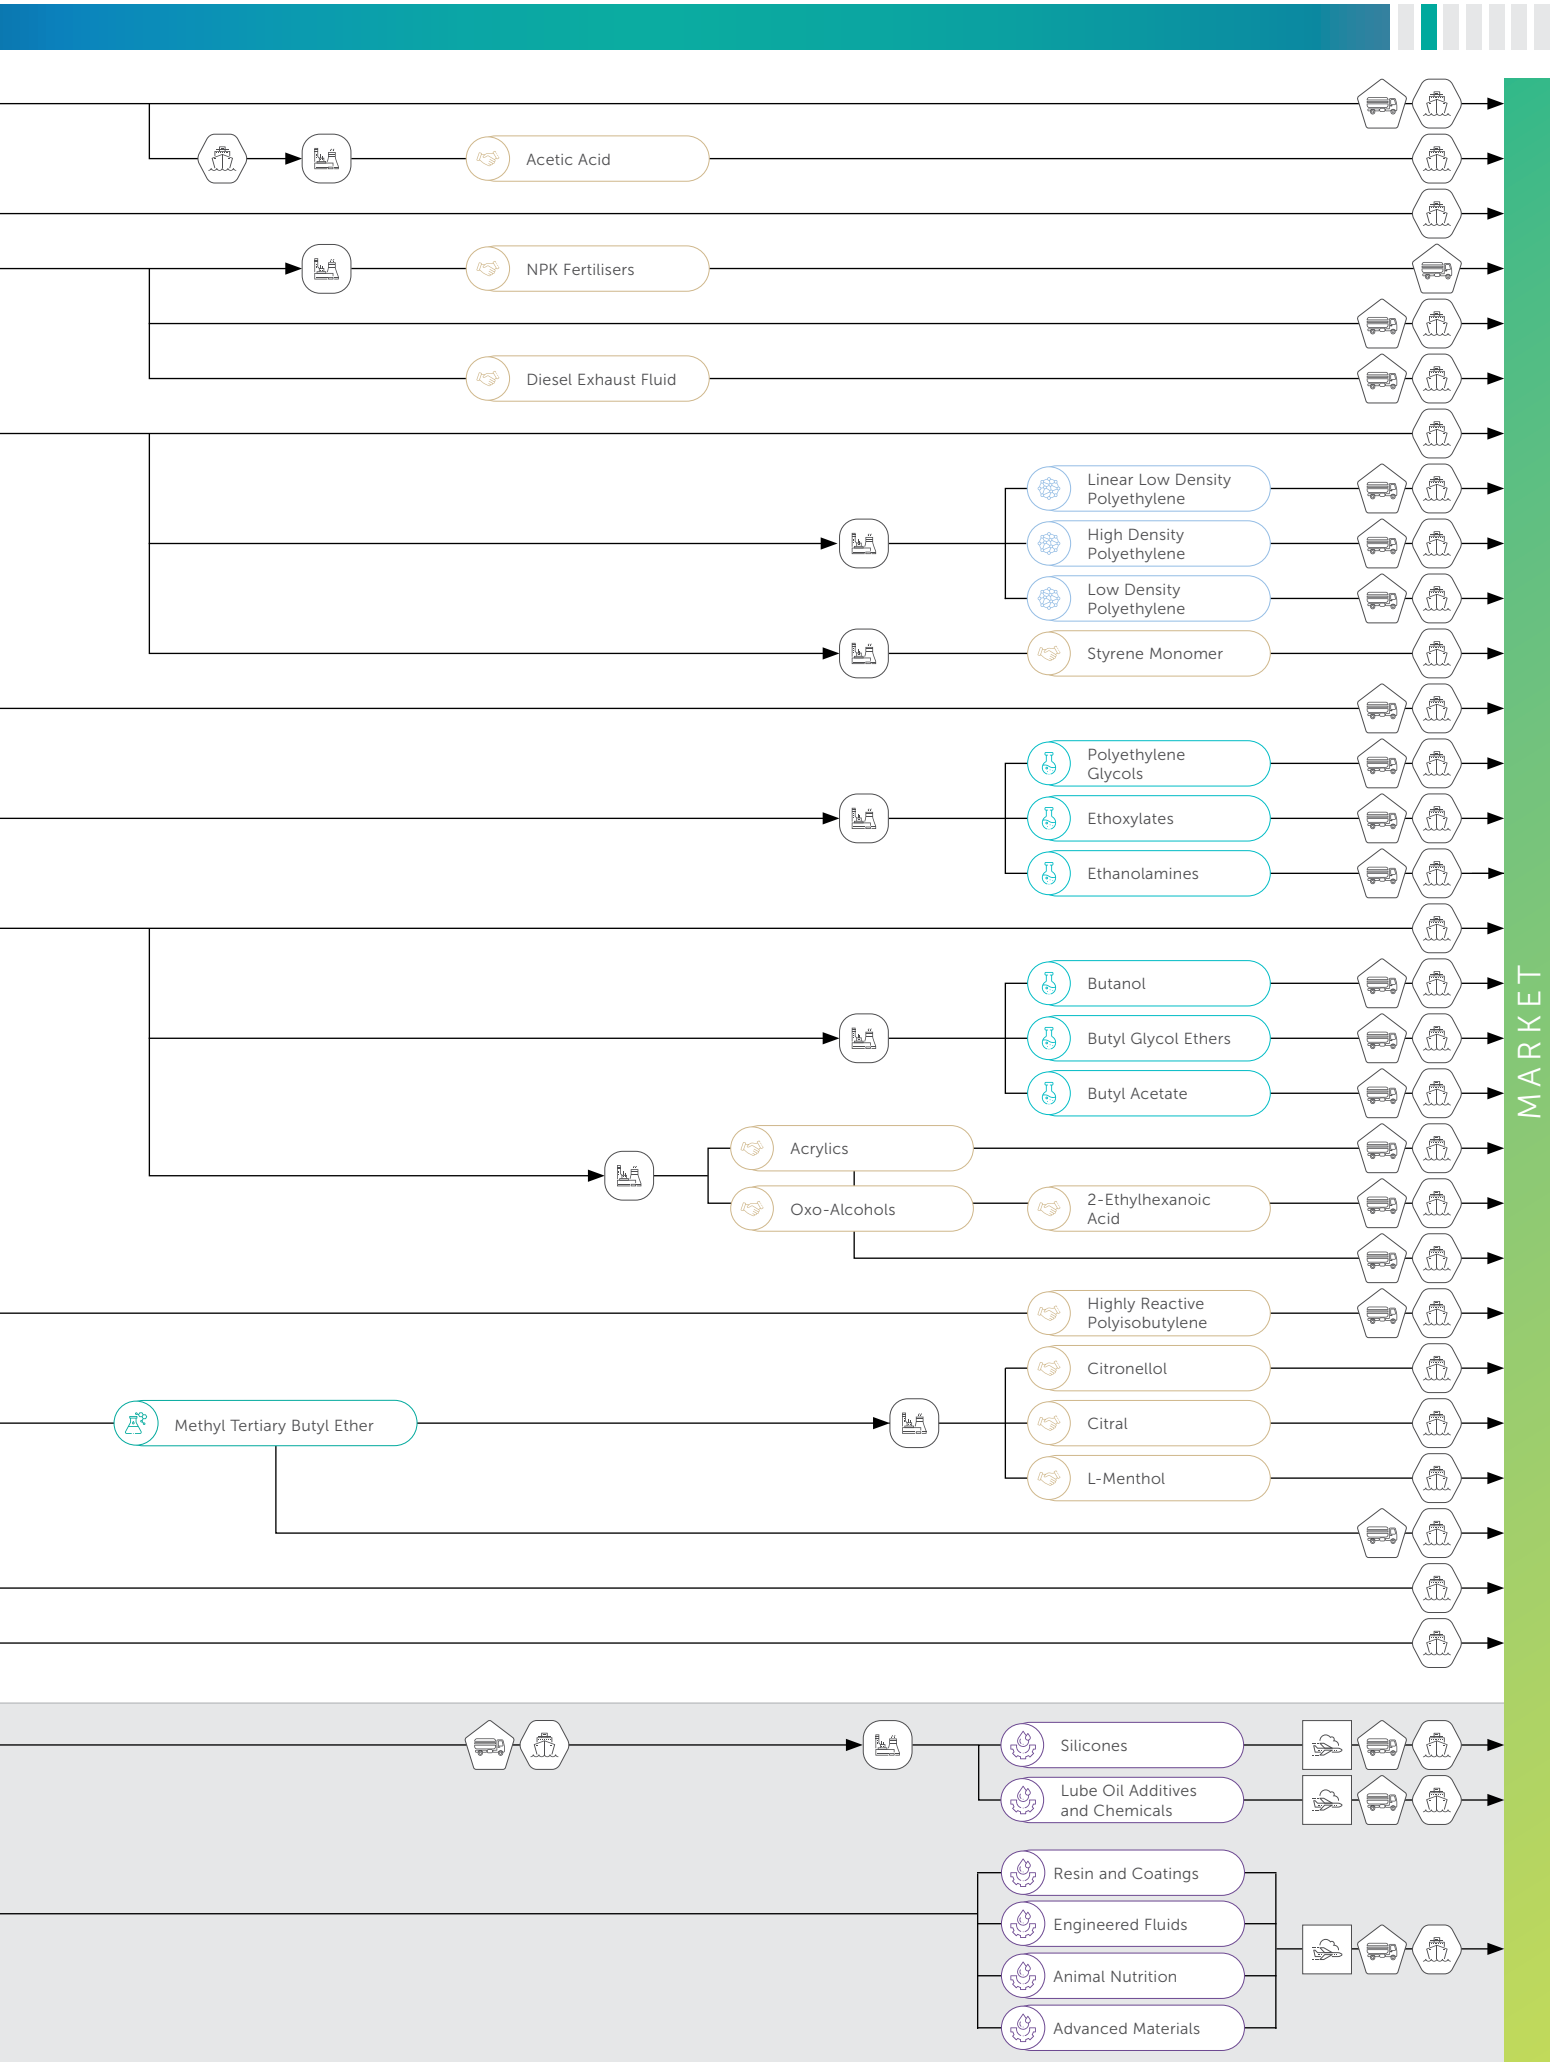 Acetic Acid
NPK Fertilisers
Diesel Exhaust Fluid
Linear Low Density
Polyethylene
High Density
Polyethylene
Low Density
Polyethylene
Styrene Monomer
Polyethylene
Glycols
Ethoxylates
Ethanolamines
Butanol
Butyl Glycol Ethers
Butyl Acetate
MARKET
Acrylics
Oxo-Alcohols
2-Ethylhexanoic
Acid
Highly Reactive
Polyisobutylene
Citronellol
Methyl Tertiary Butyl Ether
Citral
L-Menthol
Silicones
Lube Oil Additives
and Chemicals
Resin and Coatings
Engineered Fluids
Animal Nutrition
Advanced Materials